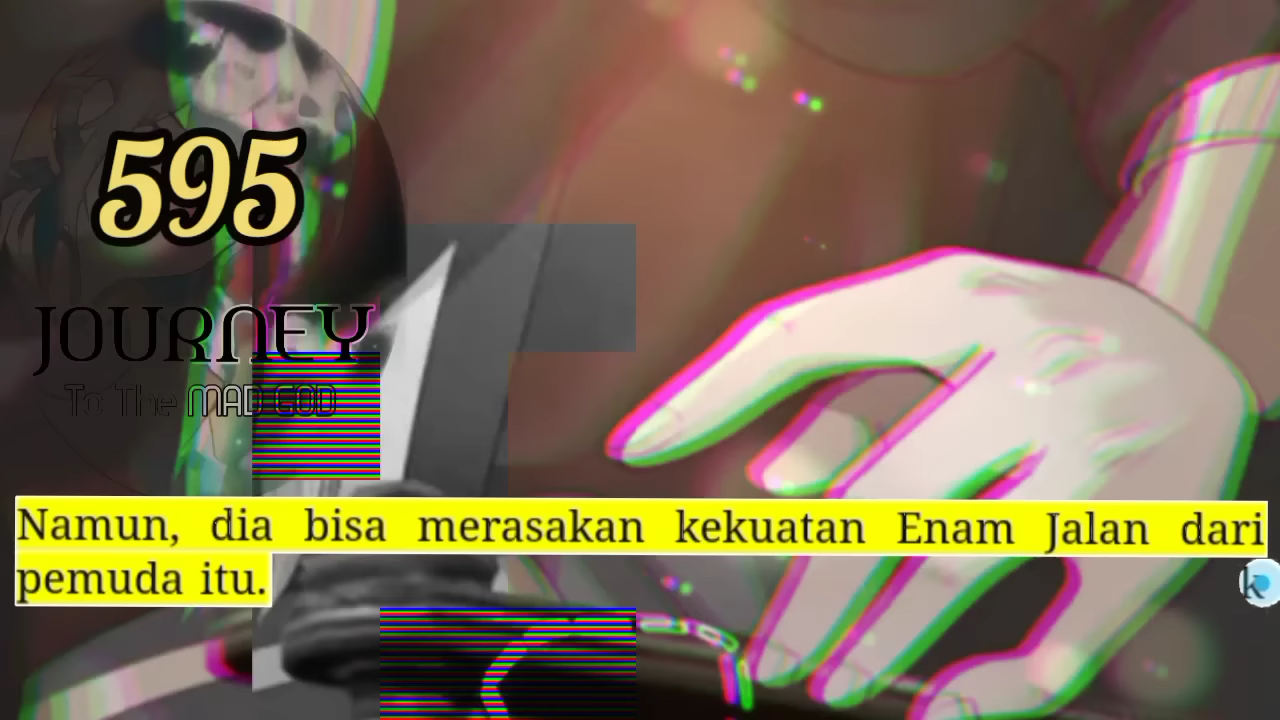 595
JOURNEY
To The MAD GOD
Namun, dia bisa merasakan kekuatan Enam Jalan dari
pemuda itu.
k